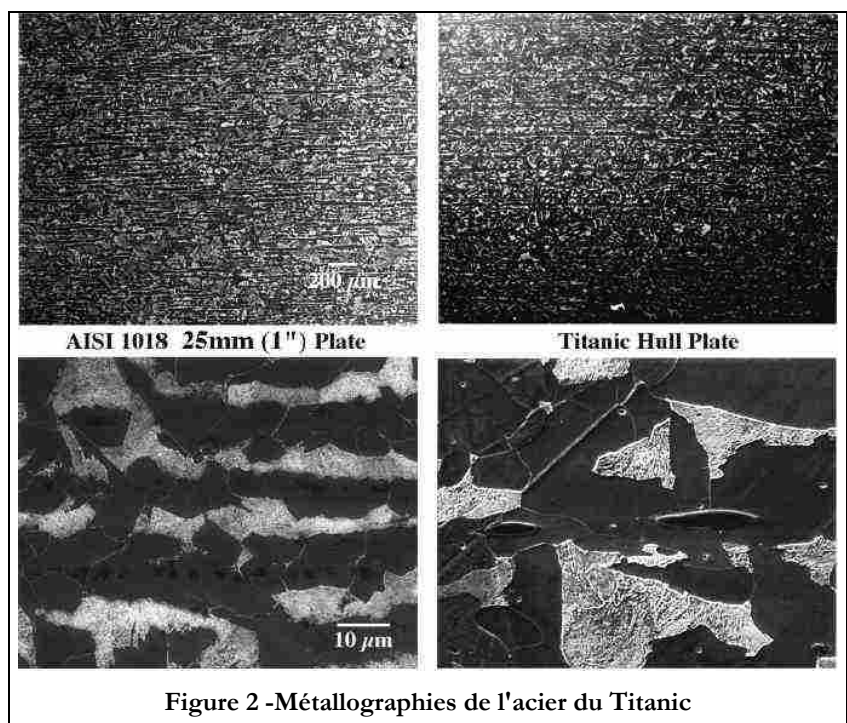 200 µm
AISI 1018 25mm (1") Plate
Titanic Hull Plate
10 µm
Figure 2 -Métallographies de l'acier du Titanic